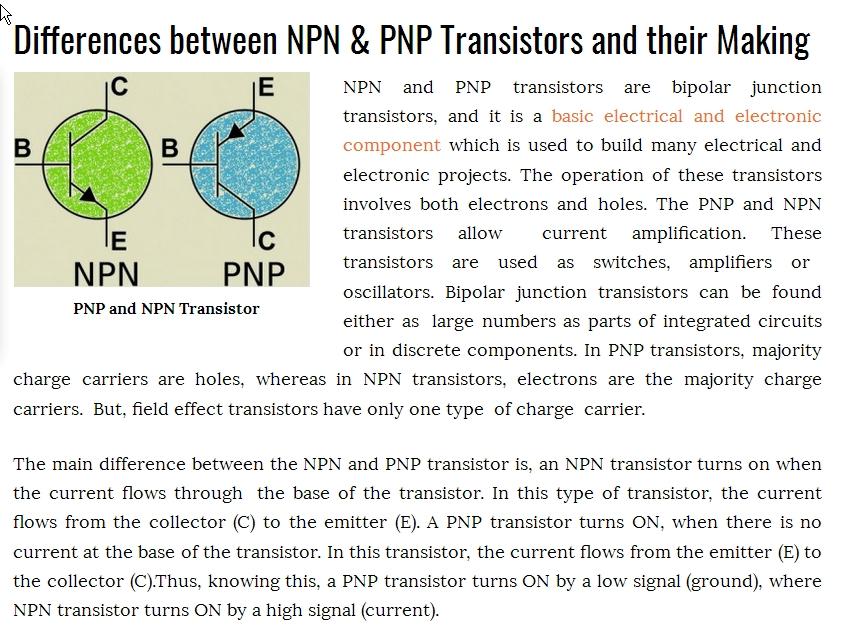 Differences between NPN & PNP Transistors and their Making
C
B
E
NPN
E
B
C
PNP
PNP and NPN Transistor
NPN and PNP transistors are bipolar junction
transistors, and it is a basic electrical and electronic
component which is used to build many electrical and
electronic projects. The operation of these transistors
involves both electrons and holes. The PNP and NPN
transistors allow current amplification. These
transistors are used as switches, amplifiers or
oscillators. Bipolar junction transistors can be found
either as large numbers as parts of integrated circuits
or in discrete components. In PNP transistors, majority
charge carriers are holes, whereas in NPN transistors, electrons are the majority charge
carriers. But, field effect transistors have only one type of charge carrier.
The main difference between the NPN and PNP transistor is, an NPN transistor turns on when
the current flows through the base of the transistor. In this type of transistor, the current
flows from the collector (C) to the emitter (E). A PNP transistor turns ON, when there is no
current at the base of the transistor. In this transistor, the current flows from the emitter (E) to
the collector (C).Thus, knowing this, a PNP transistor turns ON by a low signal (ground), where
NPN transistor turns ON by a high signal (current).